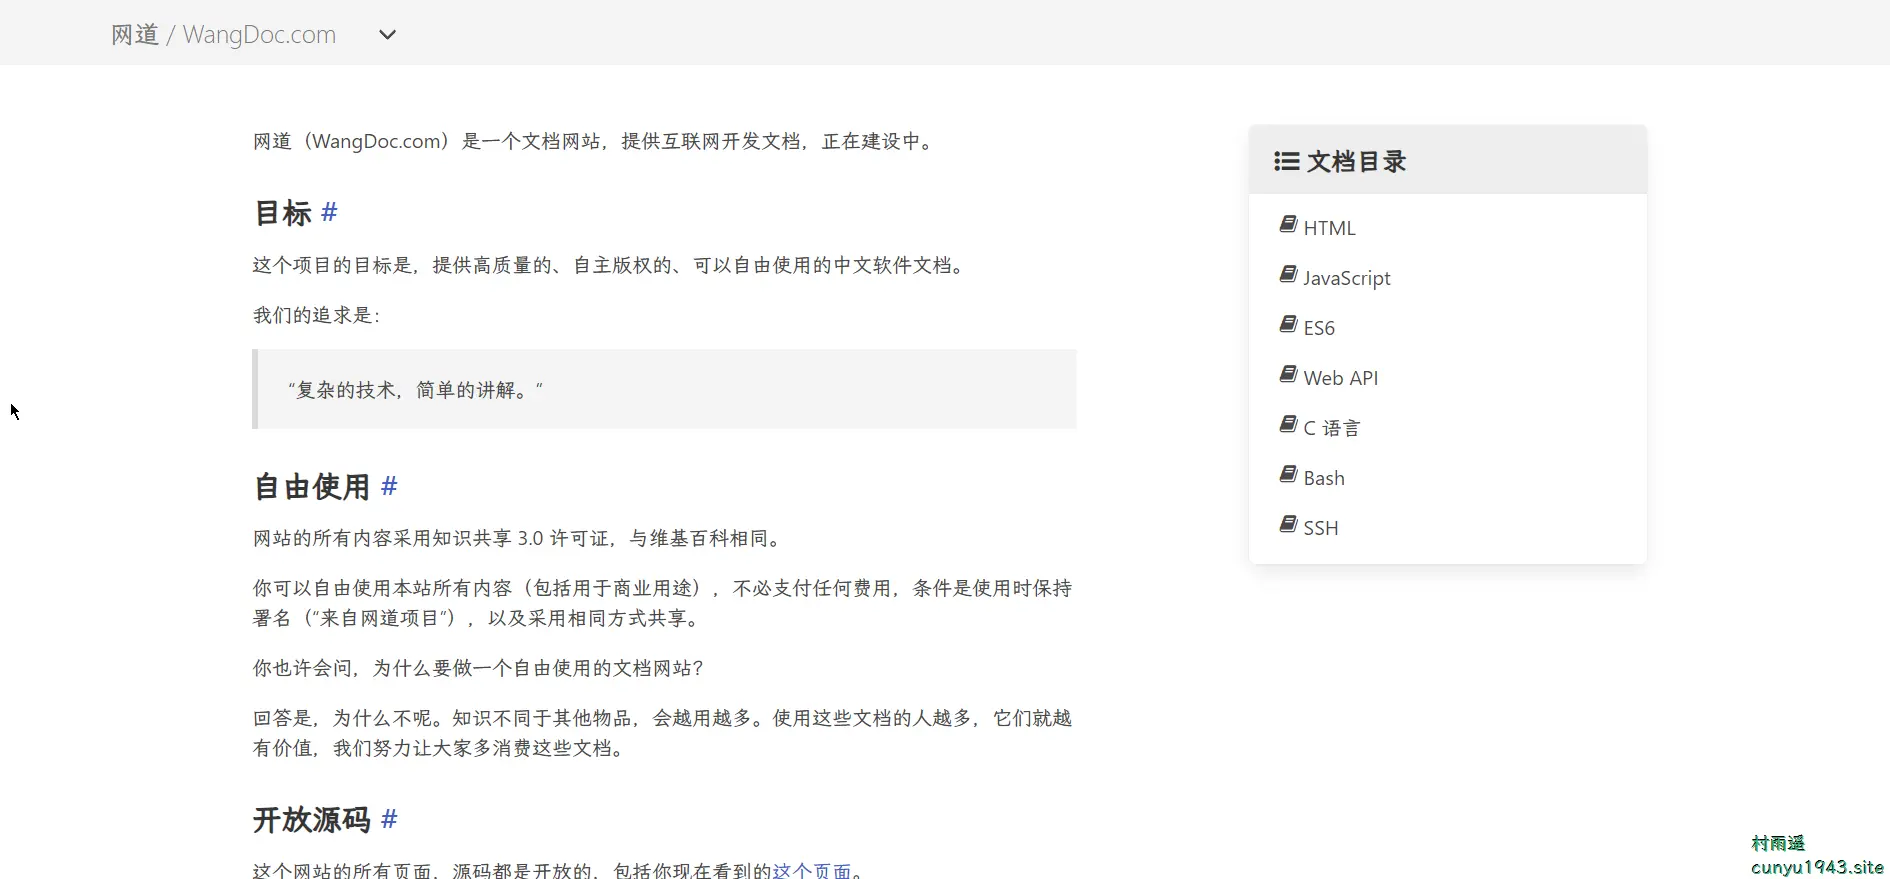 网道 / WangDoc.com
网道（WangDoc.com）是一个文档网站，提供互联网开发文档，正在建设中。
目标 #
这个项目的目标是，提供高质量的、自主版权的、可以自由使用的中文软件文档。
我们的追求是：
“复杂的技术，简单的讲解。“
自由使用 #
网站的所有内容采用知识共享 3.0 许可证，与维基百科相同。
你可以自由使用本站所有内容（包括用于商业用途），不必支付任何费用，条件是使用时保持
署名（“来自网道项目”），以及采用相同方式共享。
你也许会问，为什么要做一个自由使用的文档网站？
回答是，为什么不呢。知识不同于其他物品，会越用越多。使用这些文档的人越多，它们就越
有价值，我们努力让大家多消费这些文档。
开放源码 #
这个网站的所有页面，源码都是开放的，包括你现在看到的这个页面。
文档目录
HTML
JavaScript
ES6
Web API
C 语言
Bash
SSH
村雨遥
cunyu1943.site